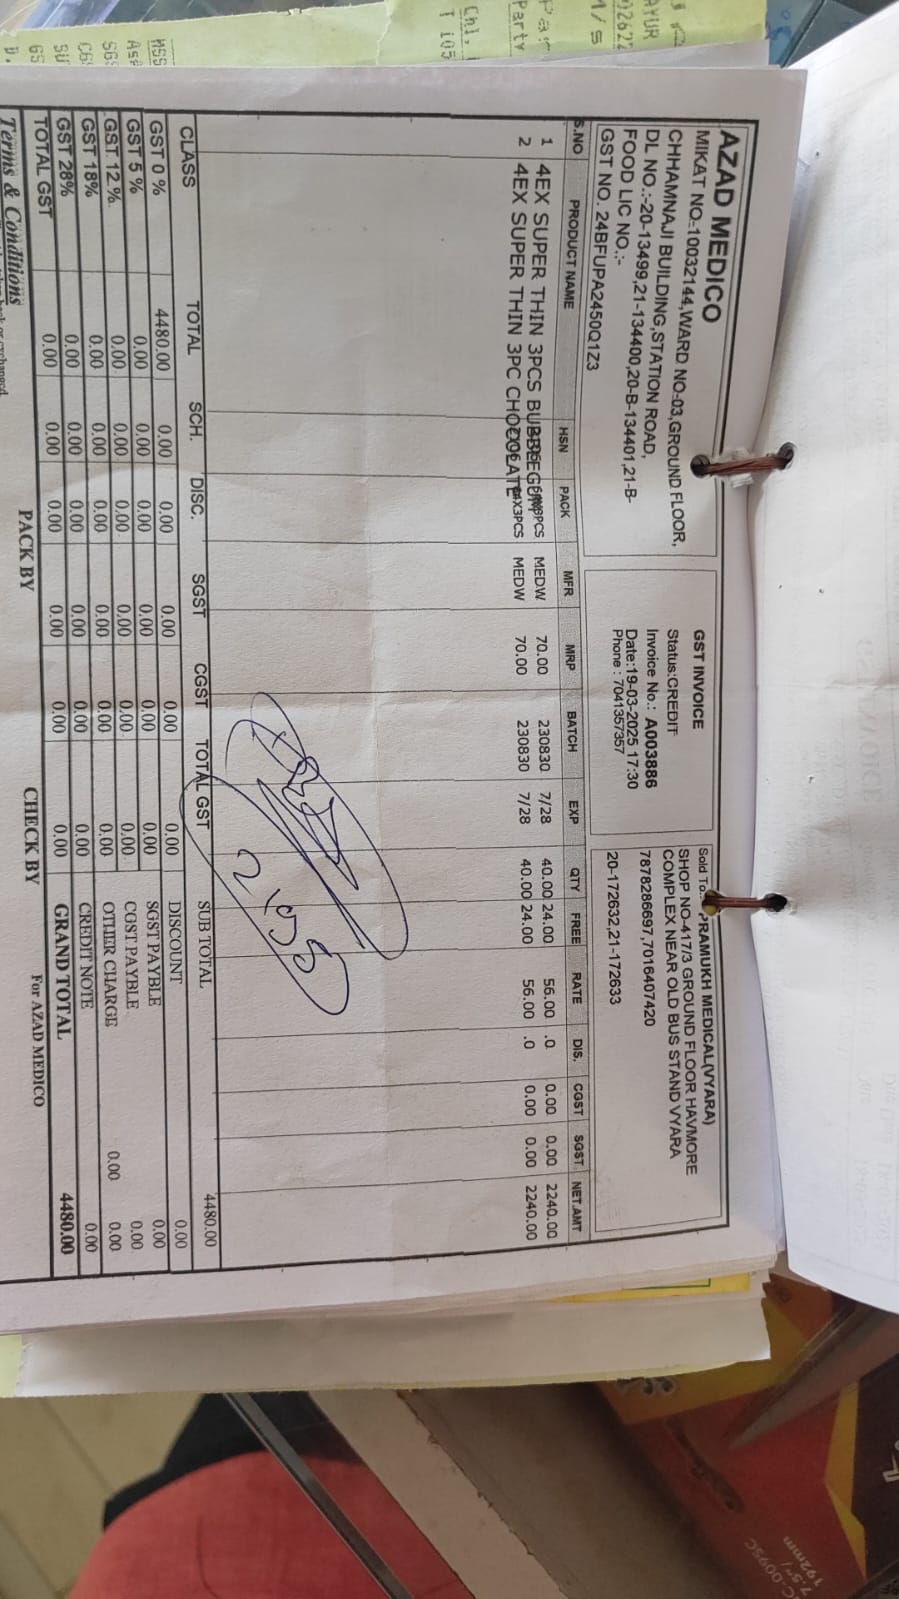 AZAD MEDICO
MIKAT NO:-10032144,WARD NO:-03,GROUND FLOOR,
CHHAMNAJI BUILDING,STATION ROAD,
DL NO.:-20-13499,21-134400,20-B-134401,21-B-
FOOD LIC NO.:-
GST NO. 24BFUPA2450Q1Z3
GST INVOICE
Status:CREDIT
Invoice No.: A003886
Date:19-03-2025 17:30
Phone : 7041357357
Sold To: PRAMUKH MEDICAL(VYARA)
SHOP NO-417/3 GROUND FLOOR HAVMORE
COMPLEX NEAR OLD BUS STAND VYARA
7878286697,7016407420
20-172632,21-172633
S.NO PRODUCT NAME HSN PACK MFR MRP BATCH EXP QTY FREE RATE DIS. CGST SGST NET.AMT
1 4EX SUPER THIN 3PCS BUBBLEGUM MEDW 70.00 230830 7/28 40.00 24.00 56.00 .0 0.00 0.00 2240.00
2 4EX SUPER THIN 3PC CHOCOLATE MEDW 70.00 230830 7/28 40.00 24.00 56.00 .0 0.00 0.00 2240.00
CLASS TOTAL SCH. DISC. SGST CGST TOTAL GST SUB TOTAL 4480.00
GST 0 % 4480.00 0.00 0.00 0.00 0.00 0.00 DISCOUNT 0.00
GST 5 % 0.00 0.00 0.00 0.00 0.00 0.00 SGST PAYBLE 0.00
GST 12 % 0.00 0.00 0.00 0.00 0.00 0.00 CGST PAYBLE 0.00
GST 18% 0.00 0.00 0.00 0.00 0.00 0.00 OTHER CHARGE 0.00 0.00
GST 28% 0.00 0.00 0.00 0.00 0.00 0.00 CREDIT NOTE 0.00
TOTAL GST 0.00 0.00 0.00 0.00 0.00 0.00 GRAND TOTAL 4480.00
Terms & Conditions PACK BY CHECK BY For AZAD MEDICO